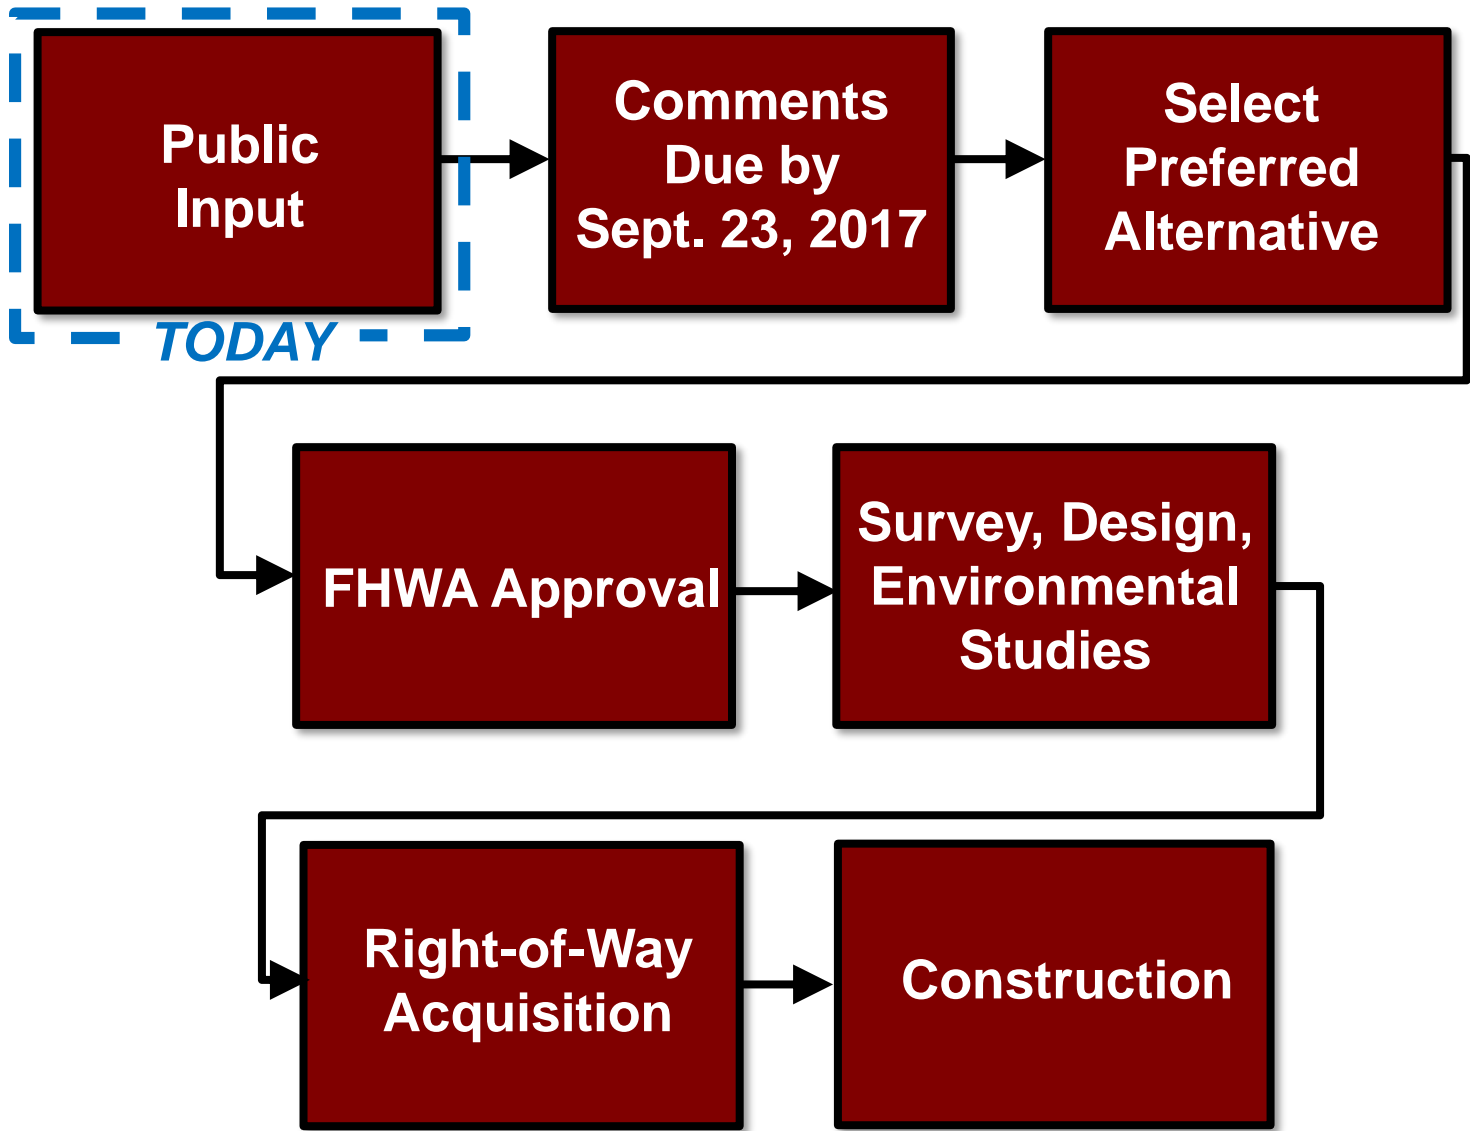 Public
Input
TODAY
Comments
Due by
Sept. 23, 2017
Select
Preferred
Alternative
FHWA Approval
Survey, Design,
Environmental
Studies
Right-of-Way
Acquisition
Construction